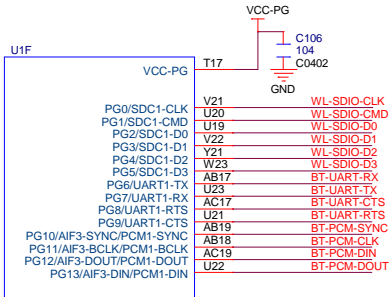 VCC-PG
U1F
C106
104
C0402
T17
VCC-PG
GND
V21 WL-SDIO-CLK
PG0/SDC1-CLK
U20 WL-SDIO-CMD
PG1/SDC1-CMD
U19 WL-SDIO-D0
PG2/SDC1-D0
V22 WL-SDIO-D1
PG3/SDC1-D1
Y21 WL-SDIO-D2
PG4/SDC1-D2
W23 WL-SDIO-D3
PG5/SDC1-D3
AB17 BT-UART-RX
PG6/UART1-TX
U23 BT-UART-TX
PG7/UART1-RX
AC17 BT-UART-CTS
PG8/UART1-RTS
U21 BT-UART-RTS
PG9/UART1-CTS
AB19 BT-PCM-SYNC
PG10/AIF3-SYNC/PCM1-SYNC
AB18 BT-PCM-CLK
PG11/AIF3-BCLK/PCM1-BCLK
AC19 BT-PCM-DIN
PG12/AIF3-DOUT/PCM1-DOUT
U22 BT-PCM-DOUT
PG13/AIF3-DIN/PCM1-DIN